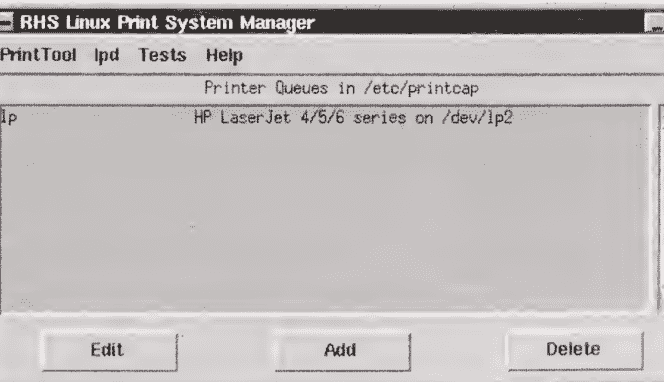 RHS Linux Print System Manager
PrintTool lpd Tests Help
Printer Queues in /etc/printcap
lp HP LaserJet 4/5/6 series on /dev/lp2
Edit Add Delete